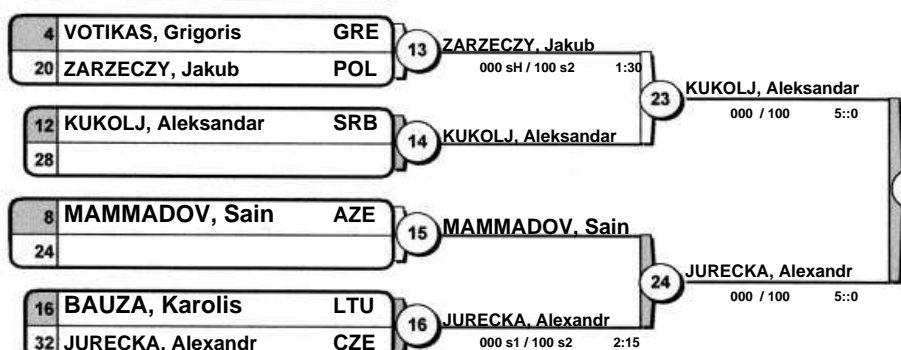 4 VOTIKAS, Grigoris GRE
20 ZARZECZY, Jakub POL
13
ZARZECZY, Jakub
000 sH / 100 s2 1:30
12 KUKOLJ, Aleksandar SRB
28
14
KUKOLJ, Aleksandar
23
KUKOLJ, Aleksandar
000 / 100 5::0
8 MAMMADOV, Sain AZE
24
15
MAMMADOV, Sain
16 BAUZA, Karolis LTU
32 JURECKA, Alexandr CZE
16
JURECKA, Alexandr
000 s1 / 100 s2 2:15
24
JURECKA, Alexandr
000 / 100 5::0